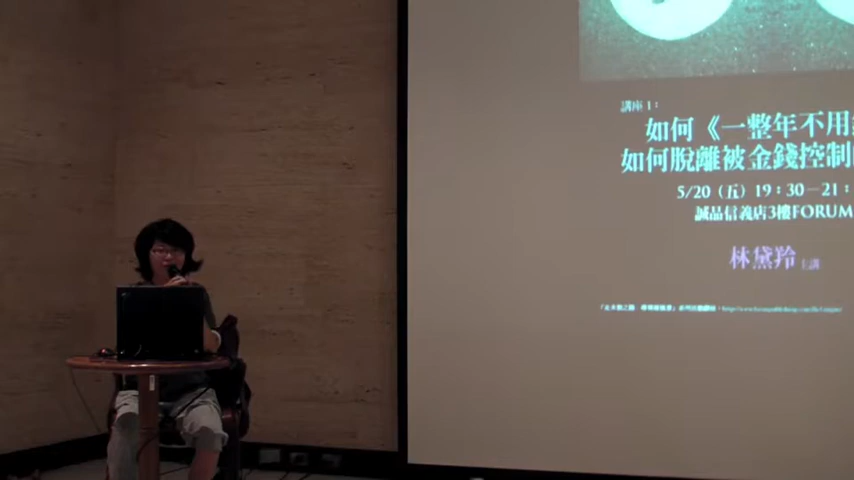 講座 1：
如何《一整年不用
如何脫離被金錢控制
5/20（五）19：30—21：
誠品信義店3樓FORUM
林黛羚 主講